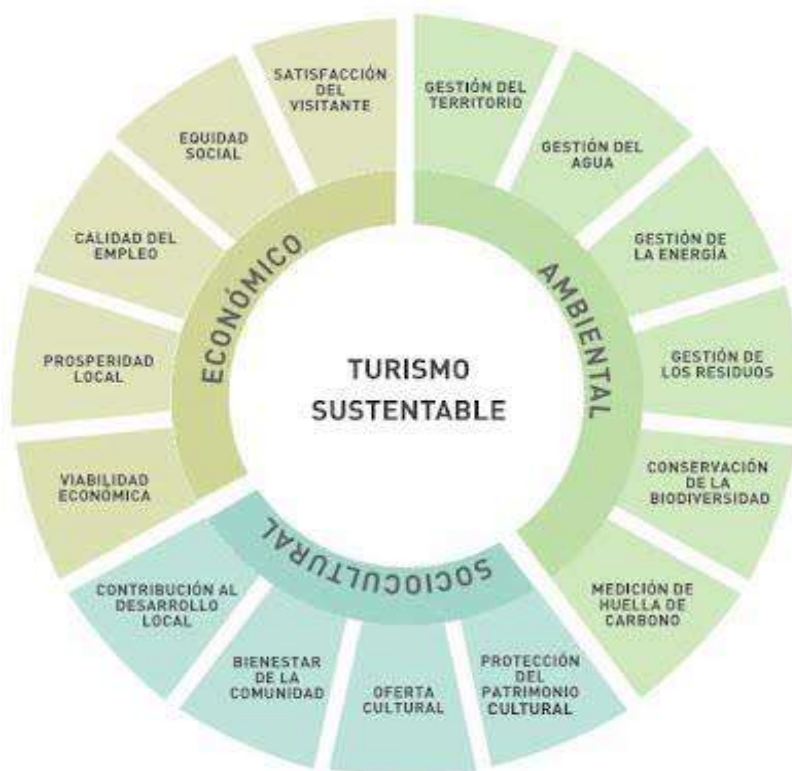 TURISMO
SUSTENTABLE
AMBIENTAL
GESTIÓN DEL
TERRITORIO
GESTIÓN DEL
AGUA
GESTIÓN DE
LA ENERGÍA
GESTIÓN DE
LOS RESIDUOS
CONSERVACIÓN
DE LA
BIODIVERSIDAD
MEDICIÓN DE
HUELLA DE
CARBONO
SOCIOCULTURAL
PROTECCIÓN
DEL
PATRIMONIO
CULTURAL
OFERTA
CULTURAL
BIENESTAR
DE LA
COMUNIDAD
CONTRIBUCIÓN AL
DESARROLLO
LOCAL
ECONÓMICO
VIABILIDAD
ECONÓMICA
PROSPERIDAD
LOCAL
CALIDAD DEL
EMPLEO
EQUIDAD
SOCIAL
SATISFACCIÓN
DEL
VISITANTE